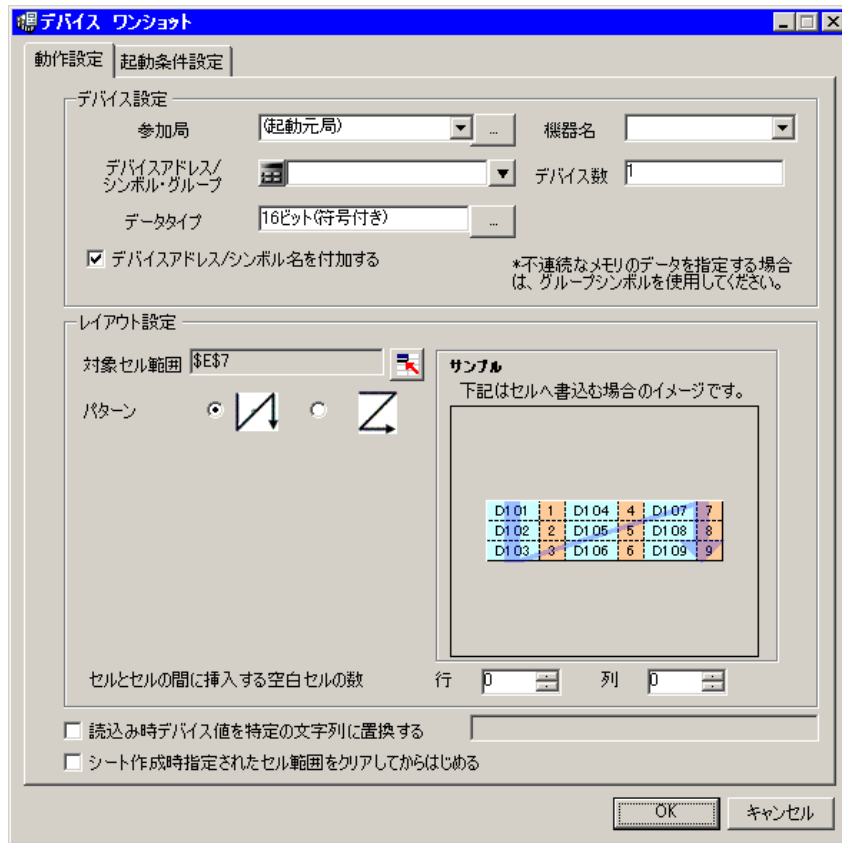 デバイス ワンショット
動作設定 起動条件設定
デバイス設定
参加局 (起動元局) ... 機器名
デバイスアドレス/
シンボル・グループ デバイス数 1
データタイプ 16ビット(符号付き) ...
デバイスアドレス/シンボル名を付加する
*不連続なメモリのデータを指定する場合
は、グループシンボルを使用してください。
レイアウト設定
対象セル範囲 $E$7
パターン
サンプル
下記はセルへ書込む場合のイメージです。
D101 1 D104 4 D107 7
D102 2 D105 5 D108 8
D103 3 D106 6 D109 9
セルとセルの間に挿入する空白セルの数 行 0 列 0
読込み時デバイス値を特定の文字列に置換する
シート作成時指定されたセル範囲をクリアしてからはじめる
OK キャンセル